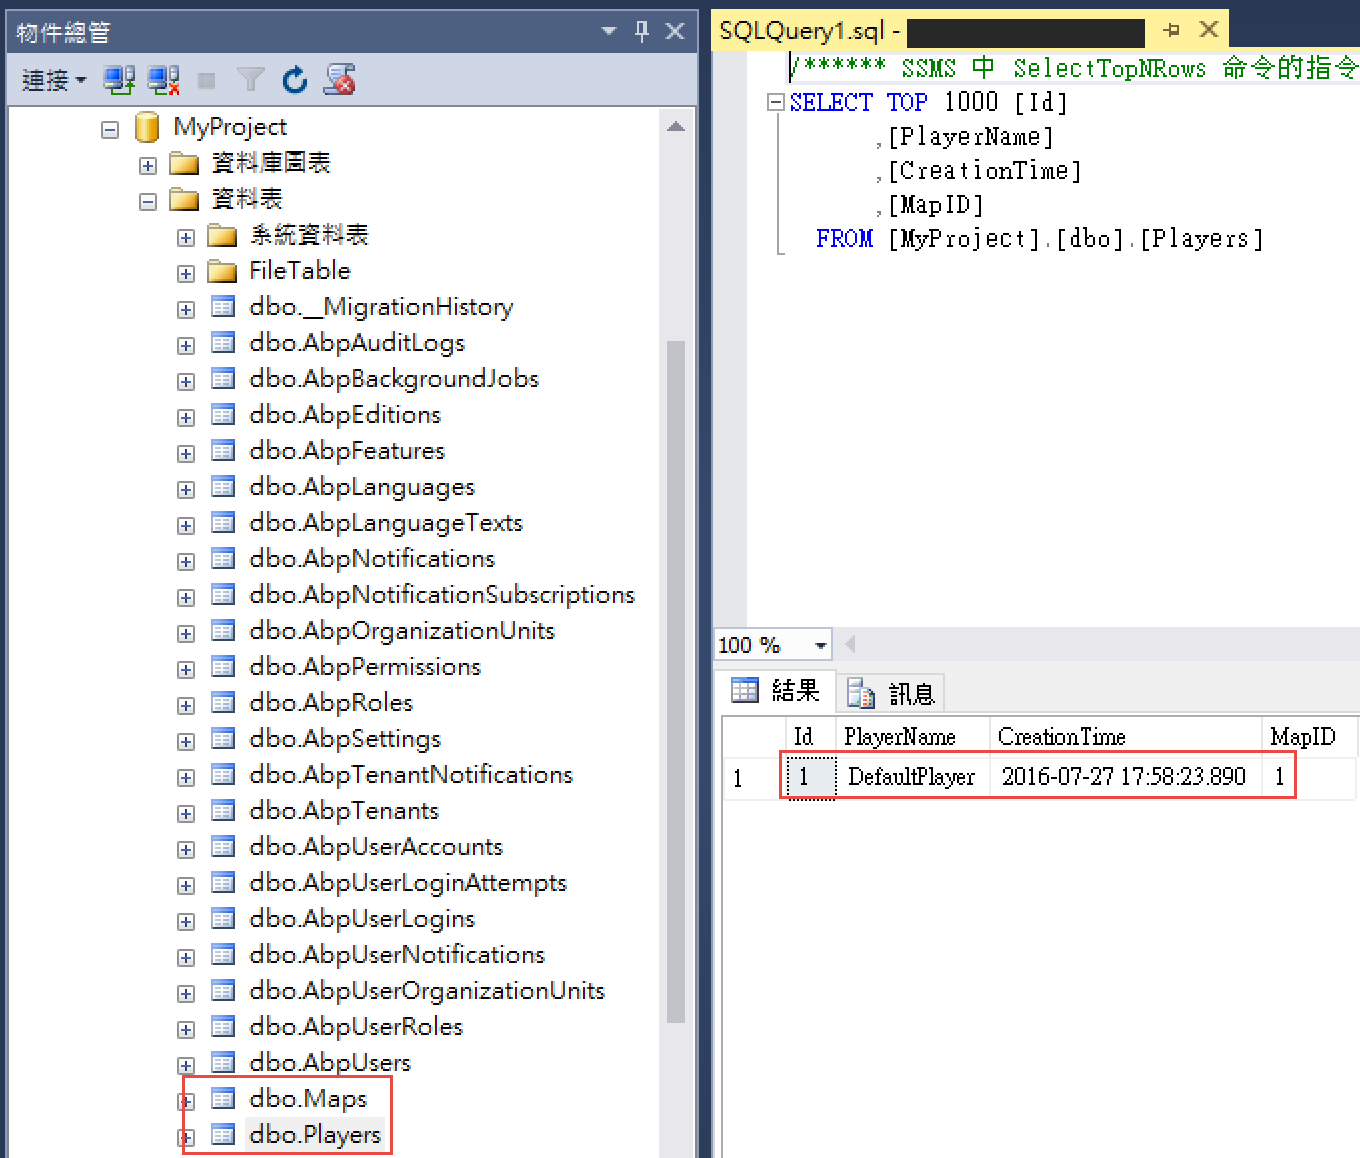 物件總管
連接
MyProject
資料庫圖表
資料表
系統資料表
FileTable
dbo.__MigrationHistory
dbo.AbpAuditLogs
dbo.AbpBackgroundJobs
dbo.AbpEditions
dbo.AbpFeatures
dbo.AbpLanguages
dbo.AbpLanguageTexts
dbo.AbpNotifications
dbo.AbpNotificationSubscriptions
dbo.AbpOrganizationUnits
dbo.AbpPermissions
dbo.AbpRoles
dbo.AbpSettings
dbo.AbpTenantNotifications
dbo.AbpTenants
dbo.AbpUserAccounts
dbo.AbpUserLoginAttempts
dbo.AbpUserLogins
dbo.AbpUserNotifications
dbo.AbpUserOrganizationUnits
dbo.AbpUserRoles
dbo.AbpUsers
dbo.Maps
dbo.Players
SQLQuery1.sql -
/****** SSMS 中 SelectTopNRows 命令的指令
SELECT TOP 1000 [Id]
,[PlayerName]
,[CreationTime]
,[MapID]
FROM [MyProject].[dbo].[Players]
100 %
結果 訊息
Id PlayerName CreationTime MapID
1 1 DefaultPlayer 2016-07-27 17:58:23.890 1